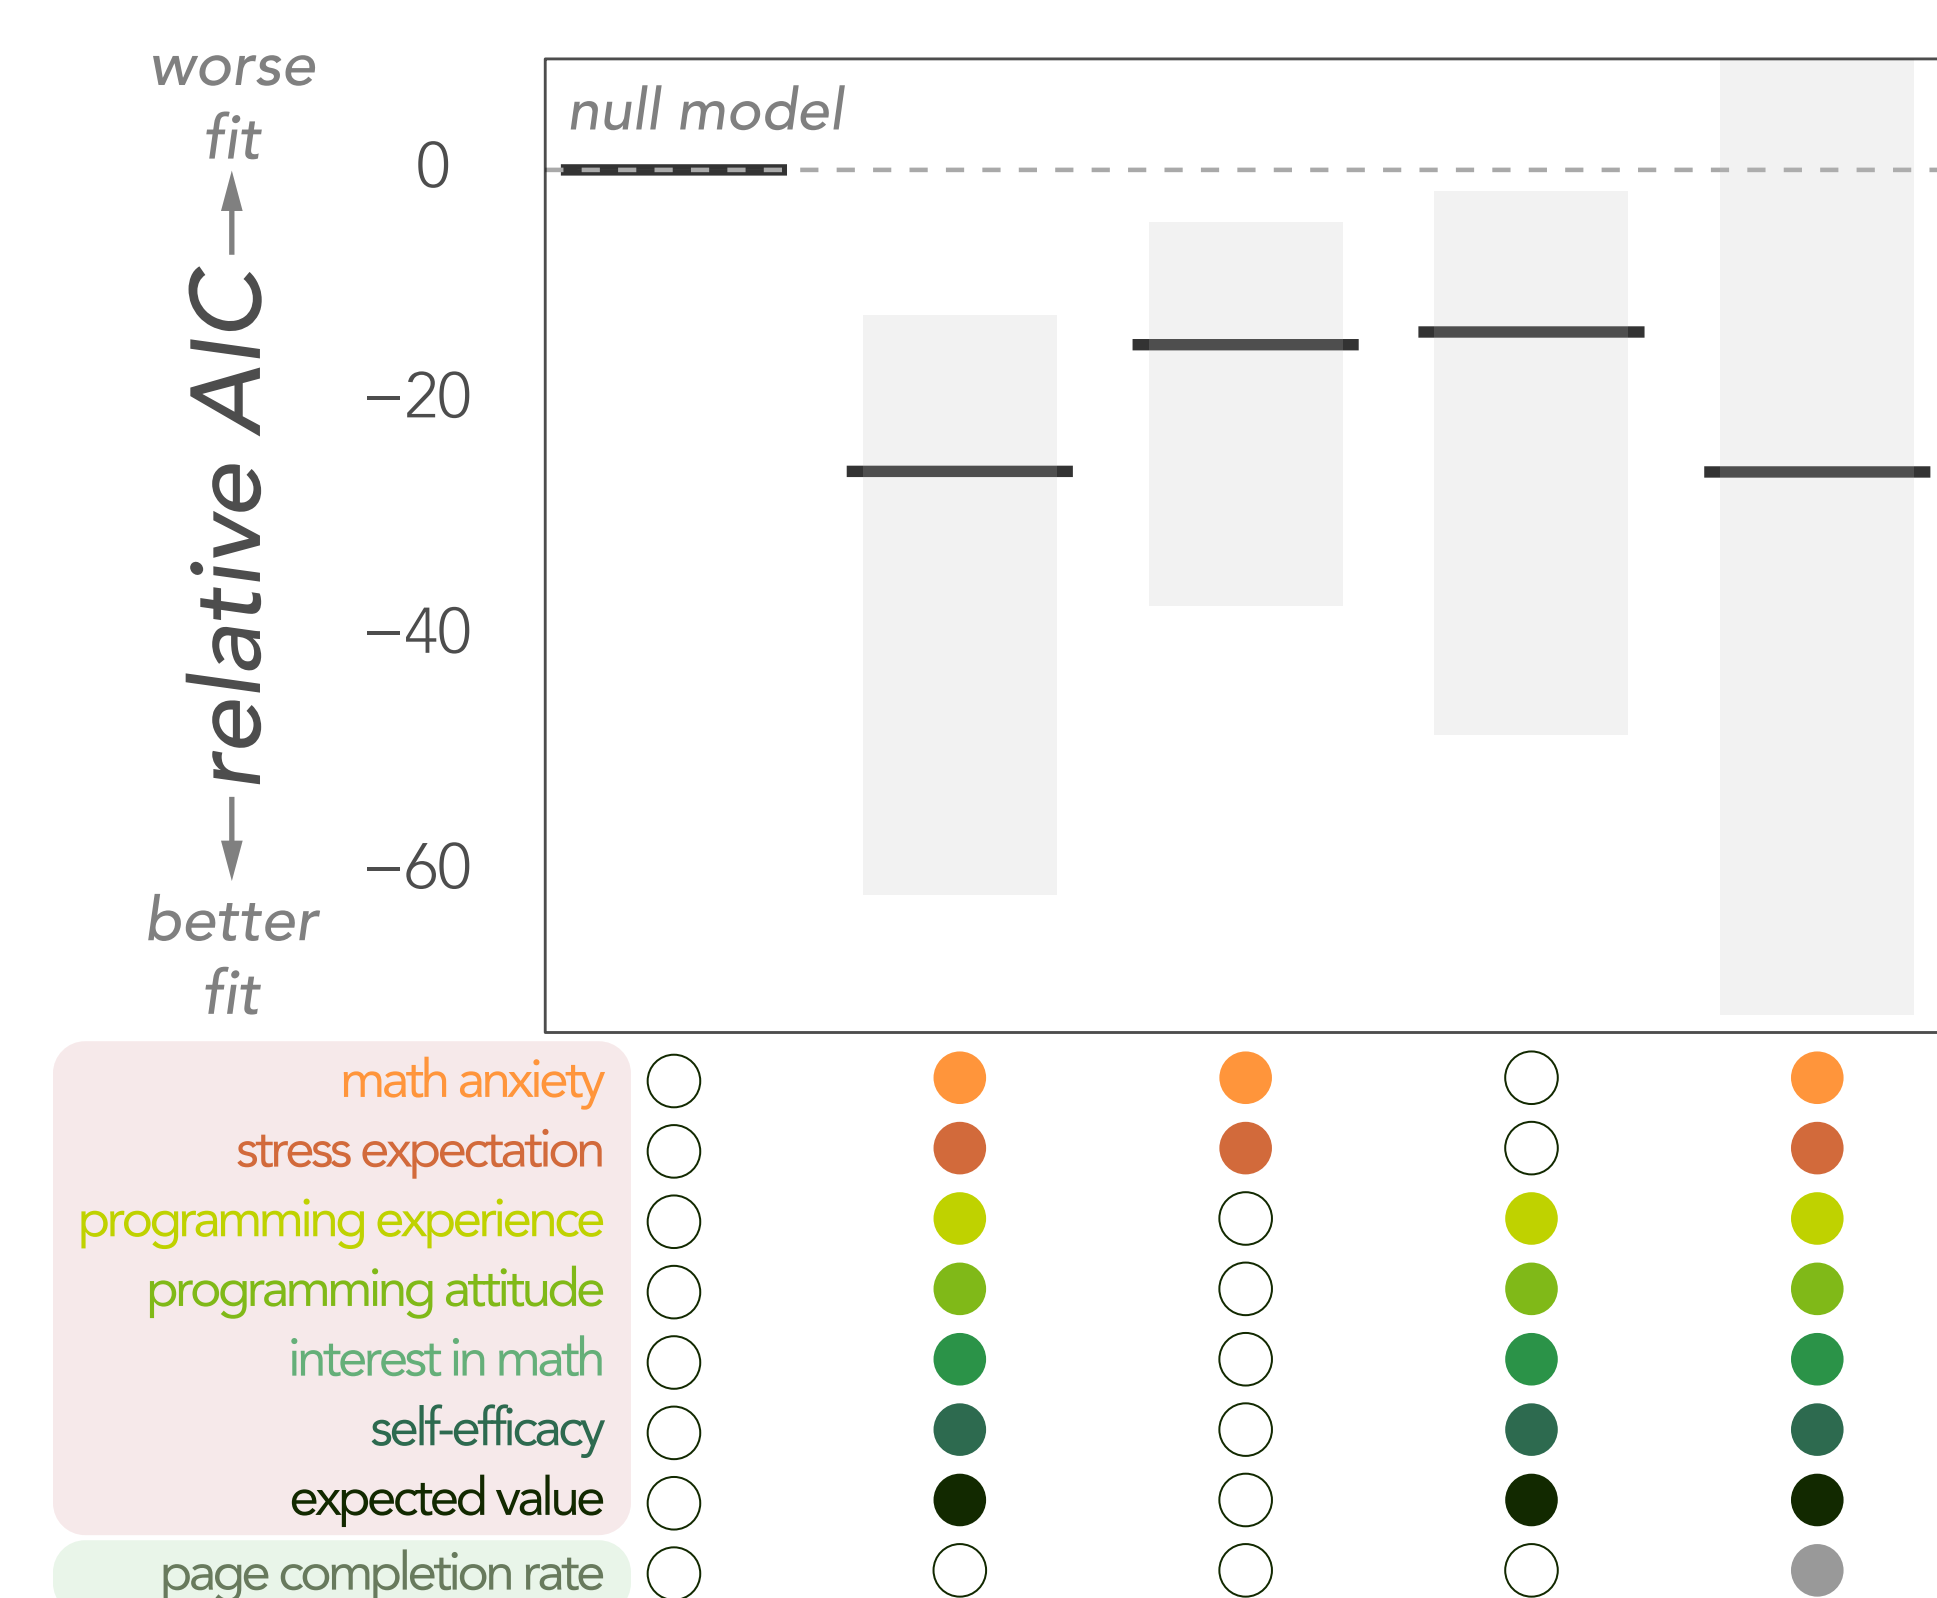 worse
fit
null model
0
−20
−40
−60
relative AIC
better
fit
math anxiety
stress expectation
programming experience
programming attitude
interest in math
self-efficacy
expected value
page completion rate